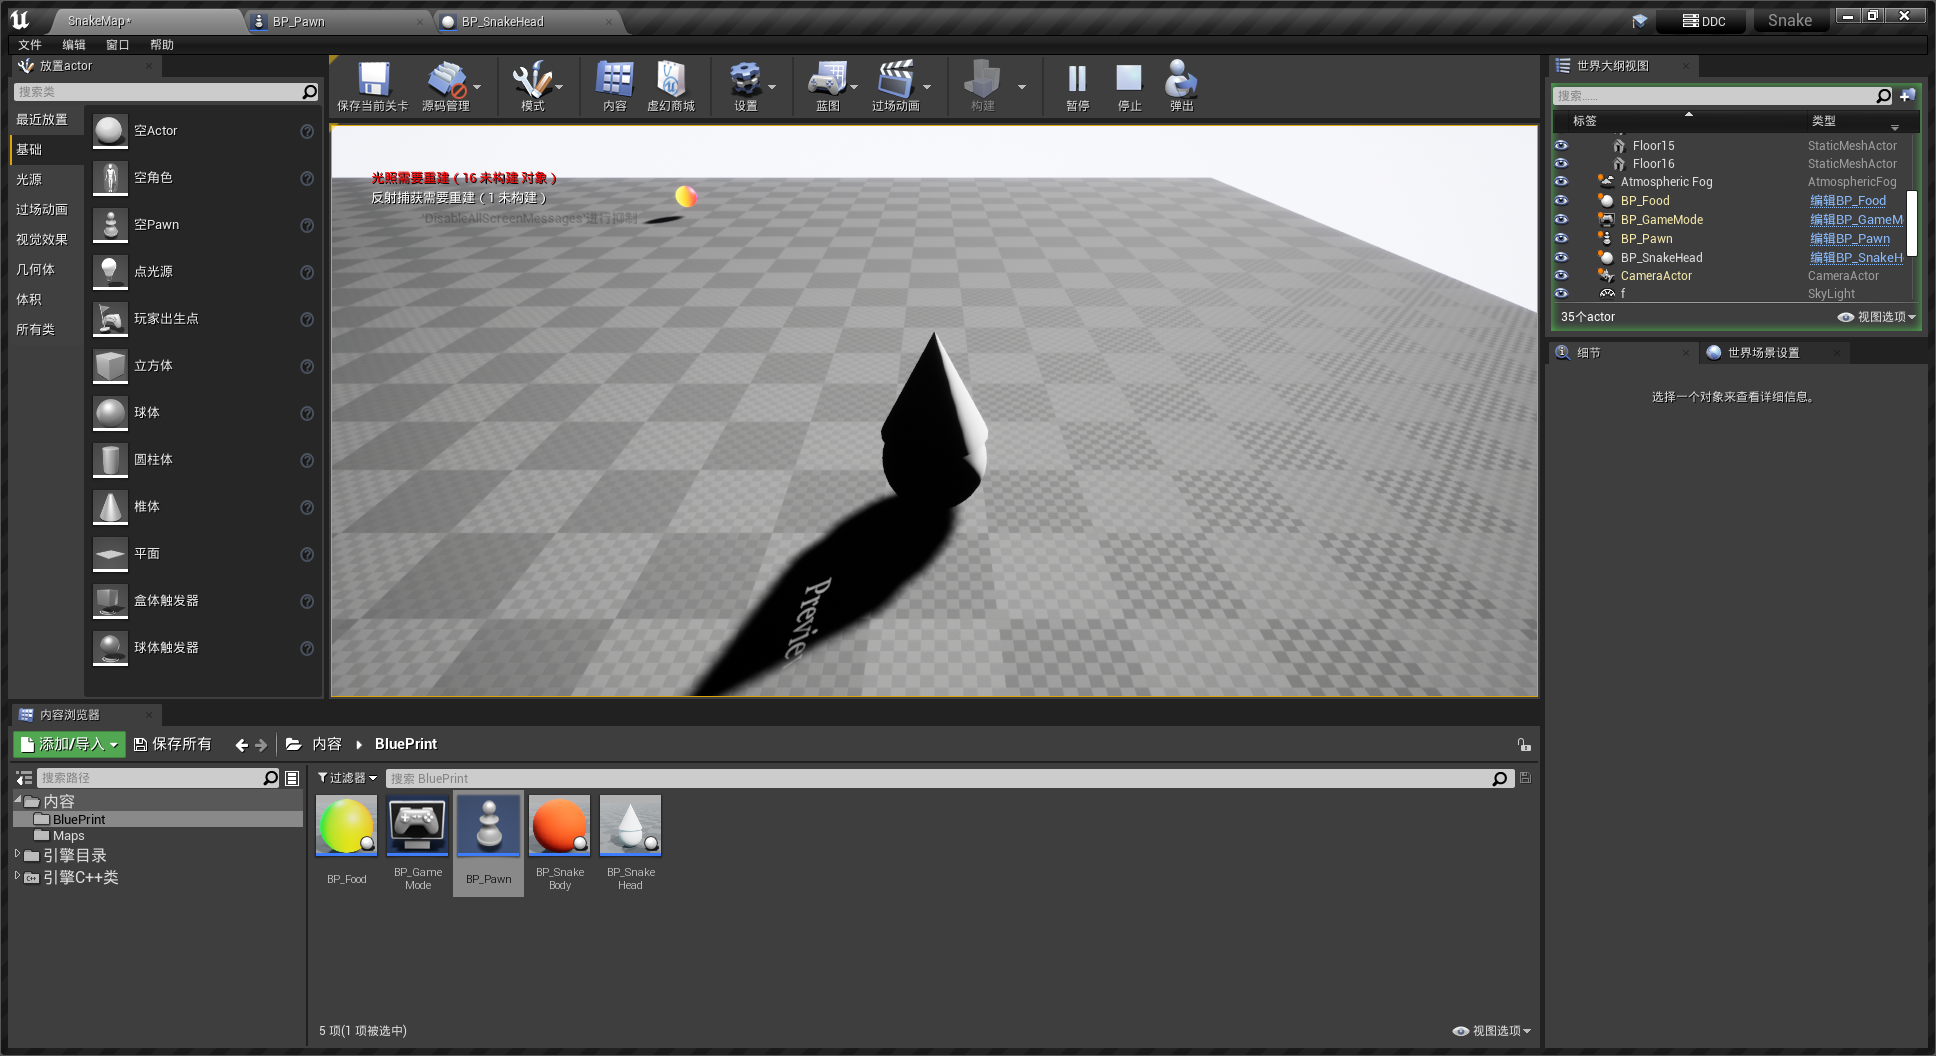 SnakeMap*
BP_Pawn
BP_SnakeHead
DDC
Snake
文件 编辑 窗口 帮助
放置actor
搜索类
最近放置
基础
光源
过场动画
视觉效果
几何体
体积
所有类
空Actor
空角色
空Pawn
点光源
玩家出生点
立方体
球体
圆柱体
椎体
平面
盒体触发器
球体触发器
保存当前关卡
源码管理
模式
内容
虚幻商城
设置
蓝图
过场动画
构建
暂停
停止
弹出
光照需要重建 ( 16 未构建 对象 )
反射捕获需要重建 ( 1 未构建 )
'DisableAllScreenMessages'进行抑制
Previe
世界大纲视图
搜索......
标签 类型
Floor15 StaticMeshActor
Floor16 StaticMeshActor
Atmospheric Fog AtmosphericFog
BP_Food 编辑BP_Food
BP_GameMode 编辑BP_GameM
BP_Pawn 编辑BP_Pawn
BP_SnakeHead 编辑BP_SnakeH
CameraActor CameraActor
f SkyLight
35个actor
视图选项
细节
世界场景设置
选择一个对象来查看详细信息。
内容浏览器
添加/导入
保存所有
内容
BluePrint
搜索路径
过滤器
搜索 BluePrint
内容
BluePrint
Maps
引擎目录
引擎C++类
BP_Food
BP_Game
Mode
BP_Pawn
BP_Snake
Body
BP_Snake
Head
5 项(1 项被选中)
视图选项